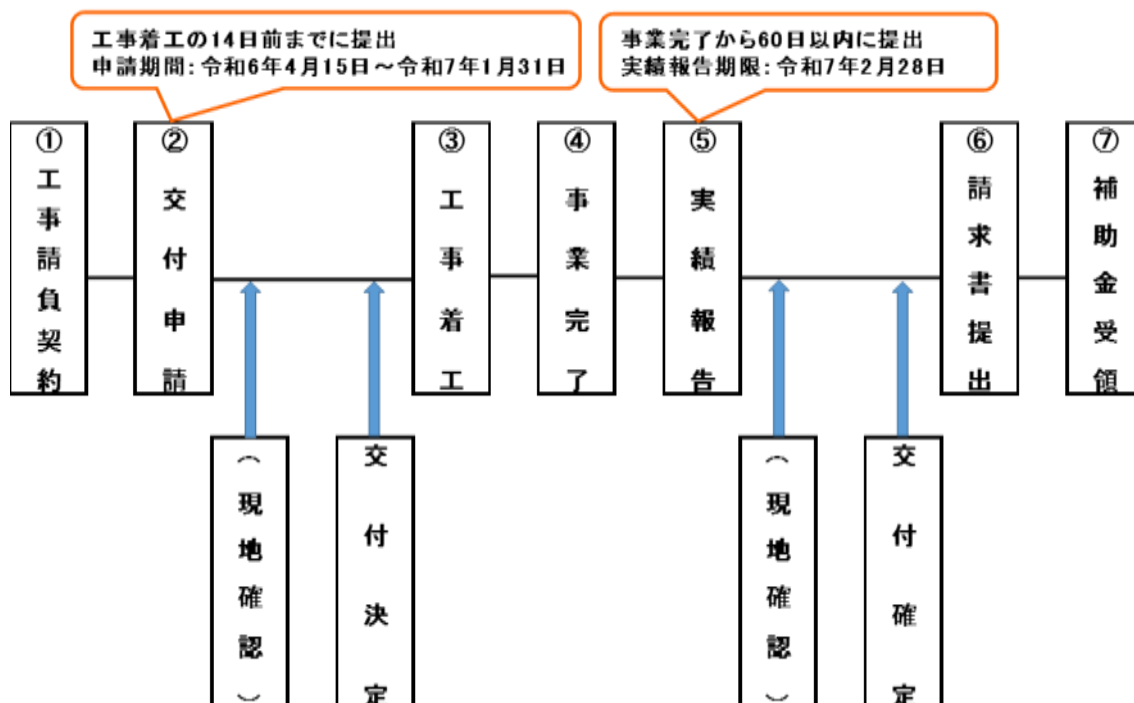 工事着工の14日前までに提出
申請期間:令和6年4月15日～令和7年1月31日
事業完了から60日以内に提出
実績報告期限:令和7年2月28日
①工事請負契約
②交付申請
③工事着工
④事業完了
⑤実績報告
⑥請求書提出
⑦補助金受領
（現地確認）
交付決定
（現地確認）
交付確定